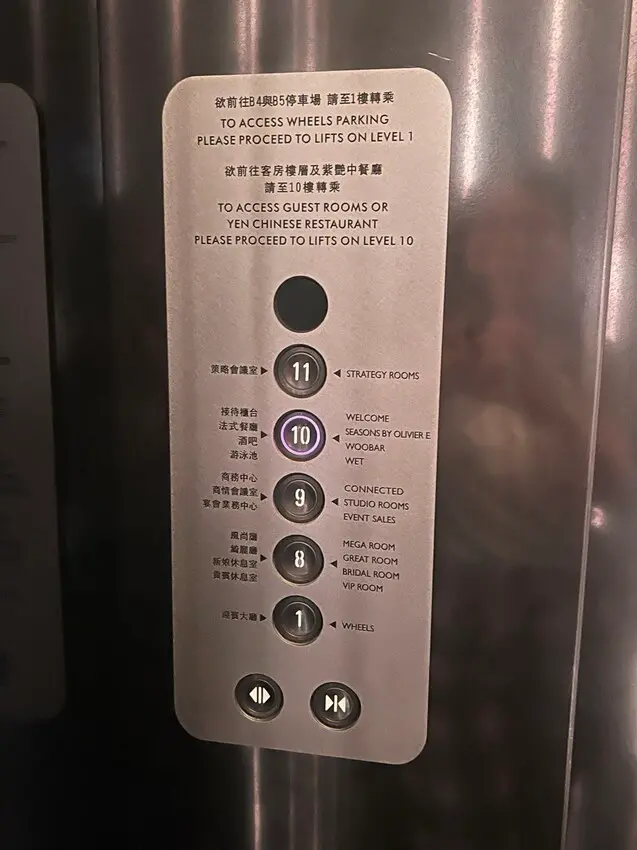 欲前往B4與B5停車場 請至1樓轉乘
TO ACCESS WHEELS PARKING
PLEASE PROCEED TO LIFTS ON LEVEL 1
欲前往客房樓層及紫艷中餐廳
請至10樓轉乘
TO ACCESS GUEST ROOMS OR
YEN CHINESE RESTAURANT
PLEASE PROCEED TO LIFTS ON LEVEL 10
策略會議室 11 STRATEGY ROOMS
接待櫃台
法式餐廳
酒吧
游泳池
10
WELCOME
SEASONS BY OLIVIER E.
WOOBAR
WET
商務中心
商情會議室
宴會業務中心
9
CONNECTED
STUDIO ROOMS
EVENT SALES
風尚廳
綺麗廳
新娘休息室
貴賓休息室
8
MEGA ROOM
GREAT ROOM
BRIDAL ROOM
VIP ROOM
迎賓大廳 1 WHEELS